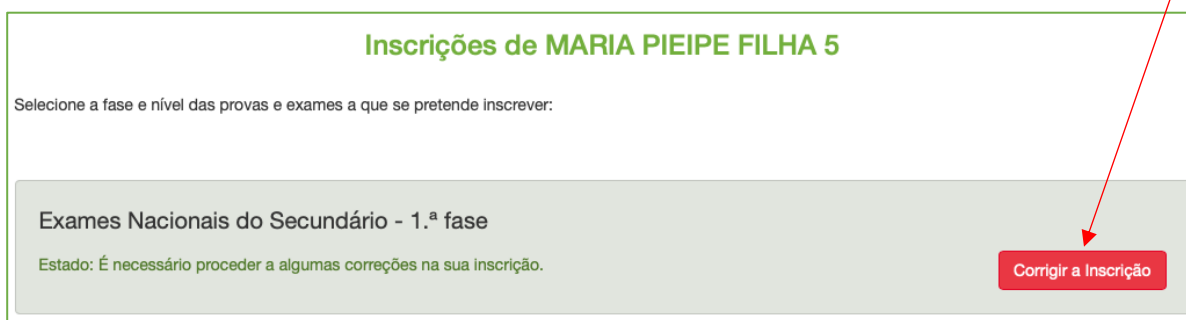 Inscrições de MARIA PIEIPE FILHA 5
Selecione a fase e nível das provas e exames a que se pretende inscrever:
Exames Nacionais do Secundário - 1.ª fase
Estado: É necessário proceder a algumas correções na sua inscrição.
Corrigir a Inscrição